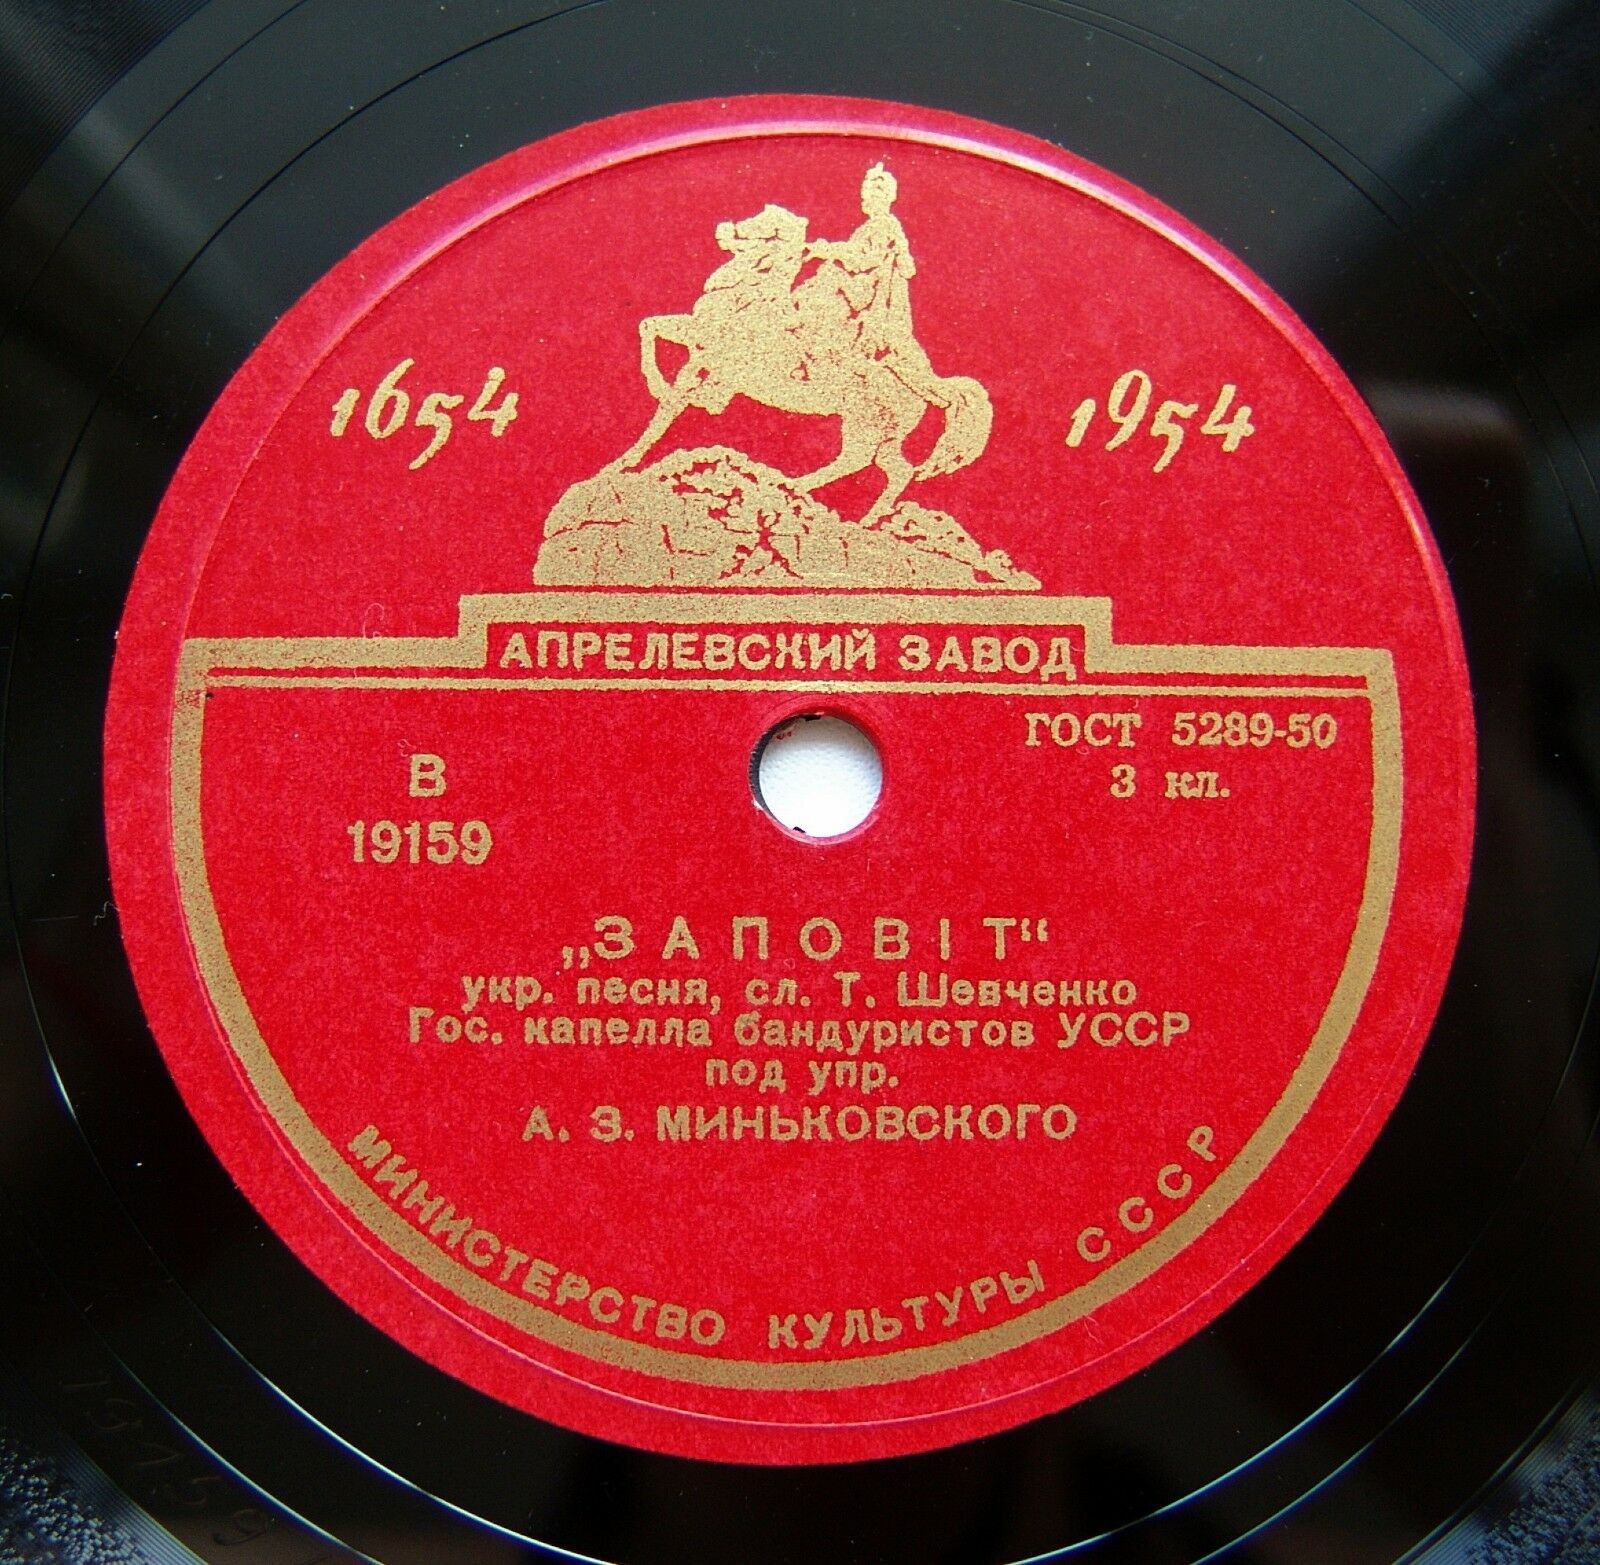 1654 1954
АПРЕЛЕВСКИЙ ЗАВОД
ГОСТ 5289-50
3 кл.
В
19159
„ЗАПОВІТ“
укр. песня, сл. Т. Шевченко
Гос. капелла бандуристов УССР
под упр.
А. З. МИНЬКОВСКОГО
МИНИСТЕРСТВО КУЛЬТУРЫ СССР
19159